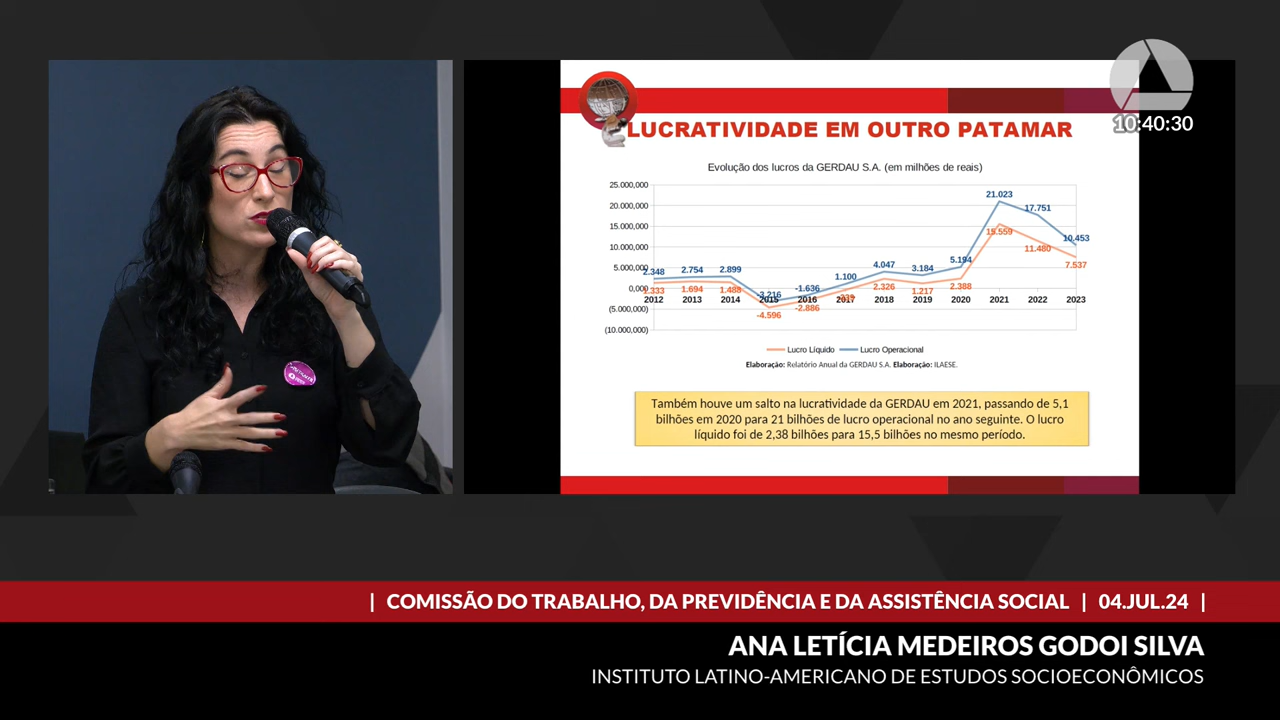 LUCRATIVIDADE EM OUTRO PATAMAR
10:40:30
Evolução dos lucros da GERDAU S.A. (em milhões de reais)
25.000,000
20.000,000
15.000,000
10.000,000
5.000,000
0,000
(5.000,000)
(10.000,000)
2.348 2.754 2.899 -3.216 -1.636 1.100 4.047 3.184 5.194 21.023 17.751 10.453
1.333 1.694 1.488 -4.596 -2.886 2.326 1.217 2.388 15.559 11.480 7.537
2012 2013 2014 2015 2016 2017 2018 2019 2020 2021 2022 2023
Lucro Líquido Lucro Operacional
Elaboração: Relatório Anual da GERDAU S.A. Elaboração: ILAESE.
Também houve um salto na lucratividade da GERDAU em 2021, passando de 5,1
bilhões em 2020 para 21 bilhões de lucro operacional no ano seguinte. O lucro
líquido foi de 2,38 bilhões para 15,5 bilhões no mesmo período.
| COMISSÃO DO TRABALHO, DA PREVIDÊNCIA E DA ASSISTÊNCIA SOCIAL | 04.JUL.24 |
ANA LETÍCIA MEDEIROS GODOI SILVA
INSTITUTO LATINO-AMERICANO DE ESTUDOS SOCIOECONÔMICOS